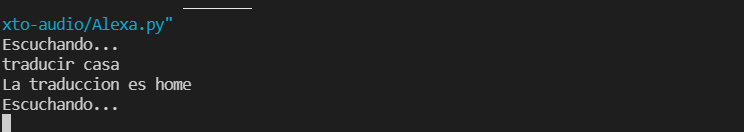 xto-audio/Alexa.py"
Escuchando...
traducir casa
La traduccion es home
Escuchando...